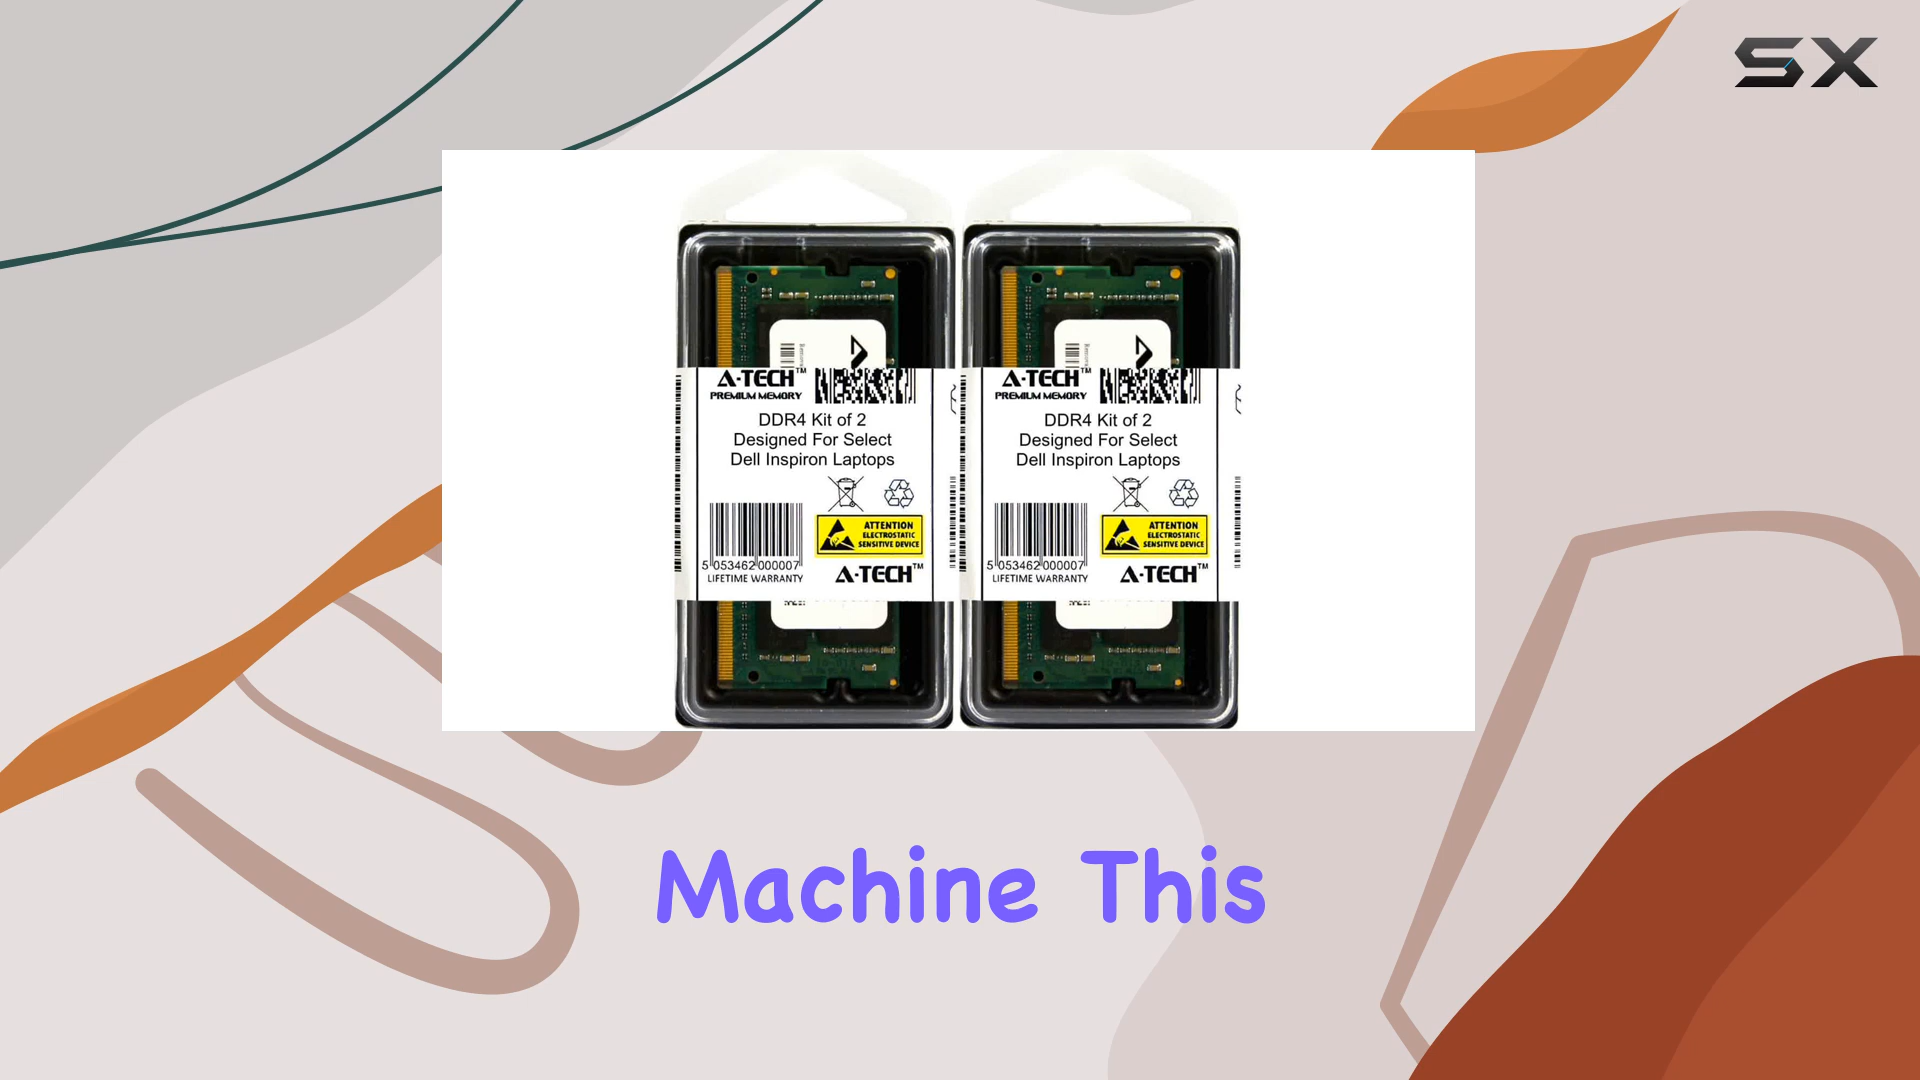 SX
A-TECH™
PREMIUM MEMORY
DDR4 Kit of 2
Designed For Select
Dell Inspiron Laptops
ATTENTION
ELECTROSTATIC
SENSITIVE DEVICE
5 053462 000007
LIFETIME WARRANTY
A-TECH™
A-TECH™
PREMIUM MEMORY
DDR4 Kit of 2
Designed For Select
Dell Inspiron Laptops
ATTENTION
ELECTROSTATIC
SENSITIVE DEVICE
5 053462 000007
LIFETIME WARRANTY
A-TECH™
Machine This